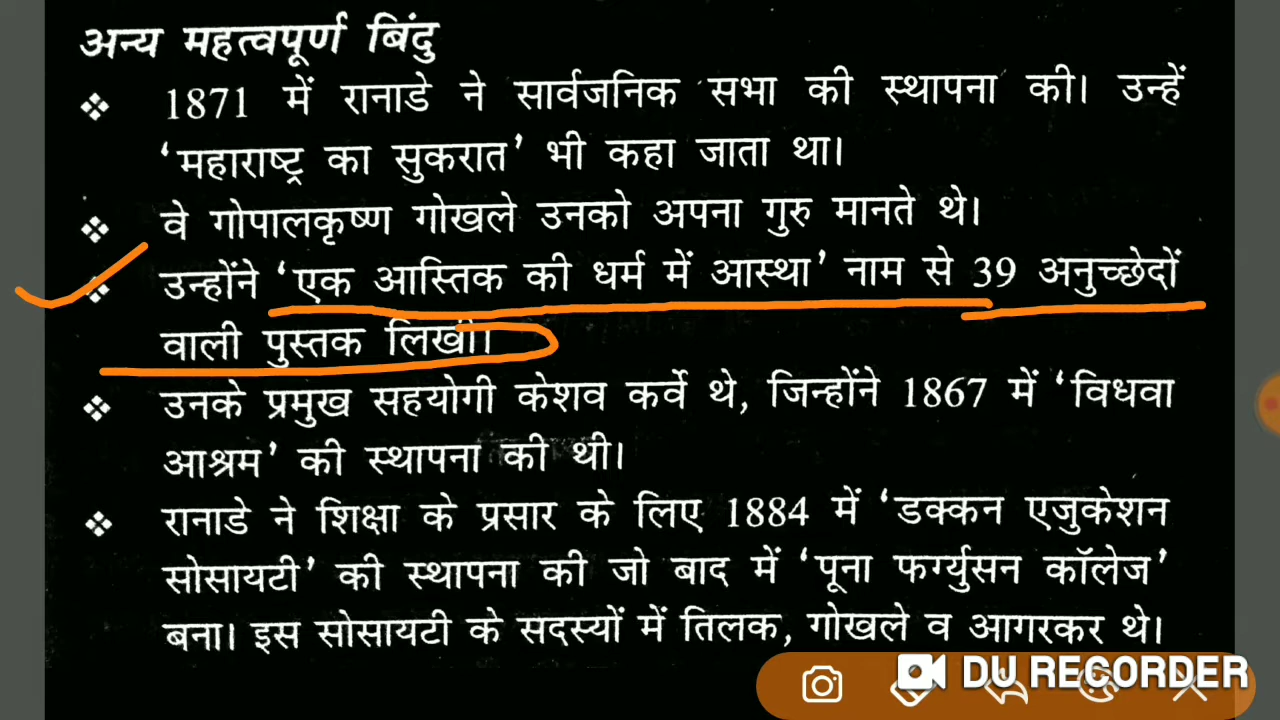 अन्य महत्वपूर्ण बिंदु
❖ 1871 में रानाडे ने सार्वजनिक सभा की स्थापना की। उन्हें
‘महाराष्ट्र का सुकरात’ भी कहा जाता था।
❖ वे गोपालकृष्ण गोखले उनको अपना गुरु मानते थे।
❖ उन्होंने ‘एक आस्तिक की धर्म में आस्था’ नाम से 39 अनुच्छेदों
वाली पुस्तक लिखी।
❖ उनके प्रमुख सहयोगी केशव कर्वे थे, जिन्होंने 1867 में ‘विधवा
आश्रम’ की स्थापना की थी।
❖ रानाडे ने शिक्षा के प्रसार के लिए 1884 में ‘डक्कन एजुकेशन
सोसायटी’ की स्थापना की जो बाद में ‘पूना फर्ग्युसन कॉलेज’
बना। इस सोसायटी के सदस्यों में तिलक, गोखले व आगरकर थे।
DU RECORDER